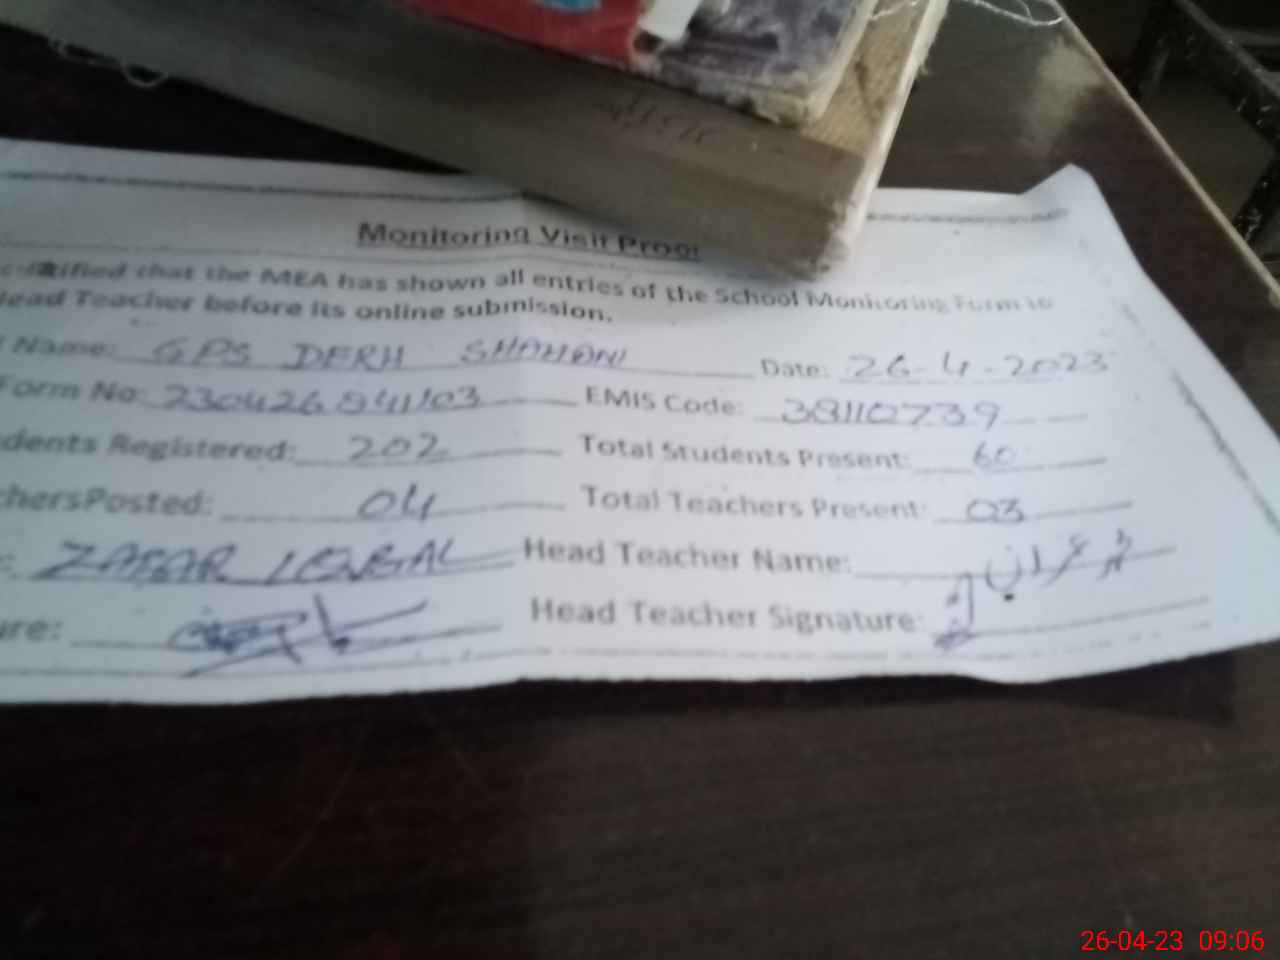 Monitoring Visit Proof
certified that the MEA has shown all entries of the School Monitoring Form to
Head Teacher before its online submission.
Name: GPS DERH SHAHANI Date: 26-4-2023
Form No: 230426841103 EMIS Code: 38110739
dents Registered: 202 Total Students Present: 60
chersPosted: 04 Total Teachers Present: 03
ZAFAR IQBAL Head Teacher Name:
ure: Head Teacher Signature:
26-04-23 09:06